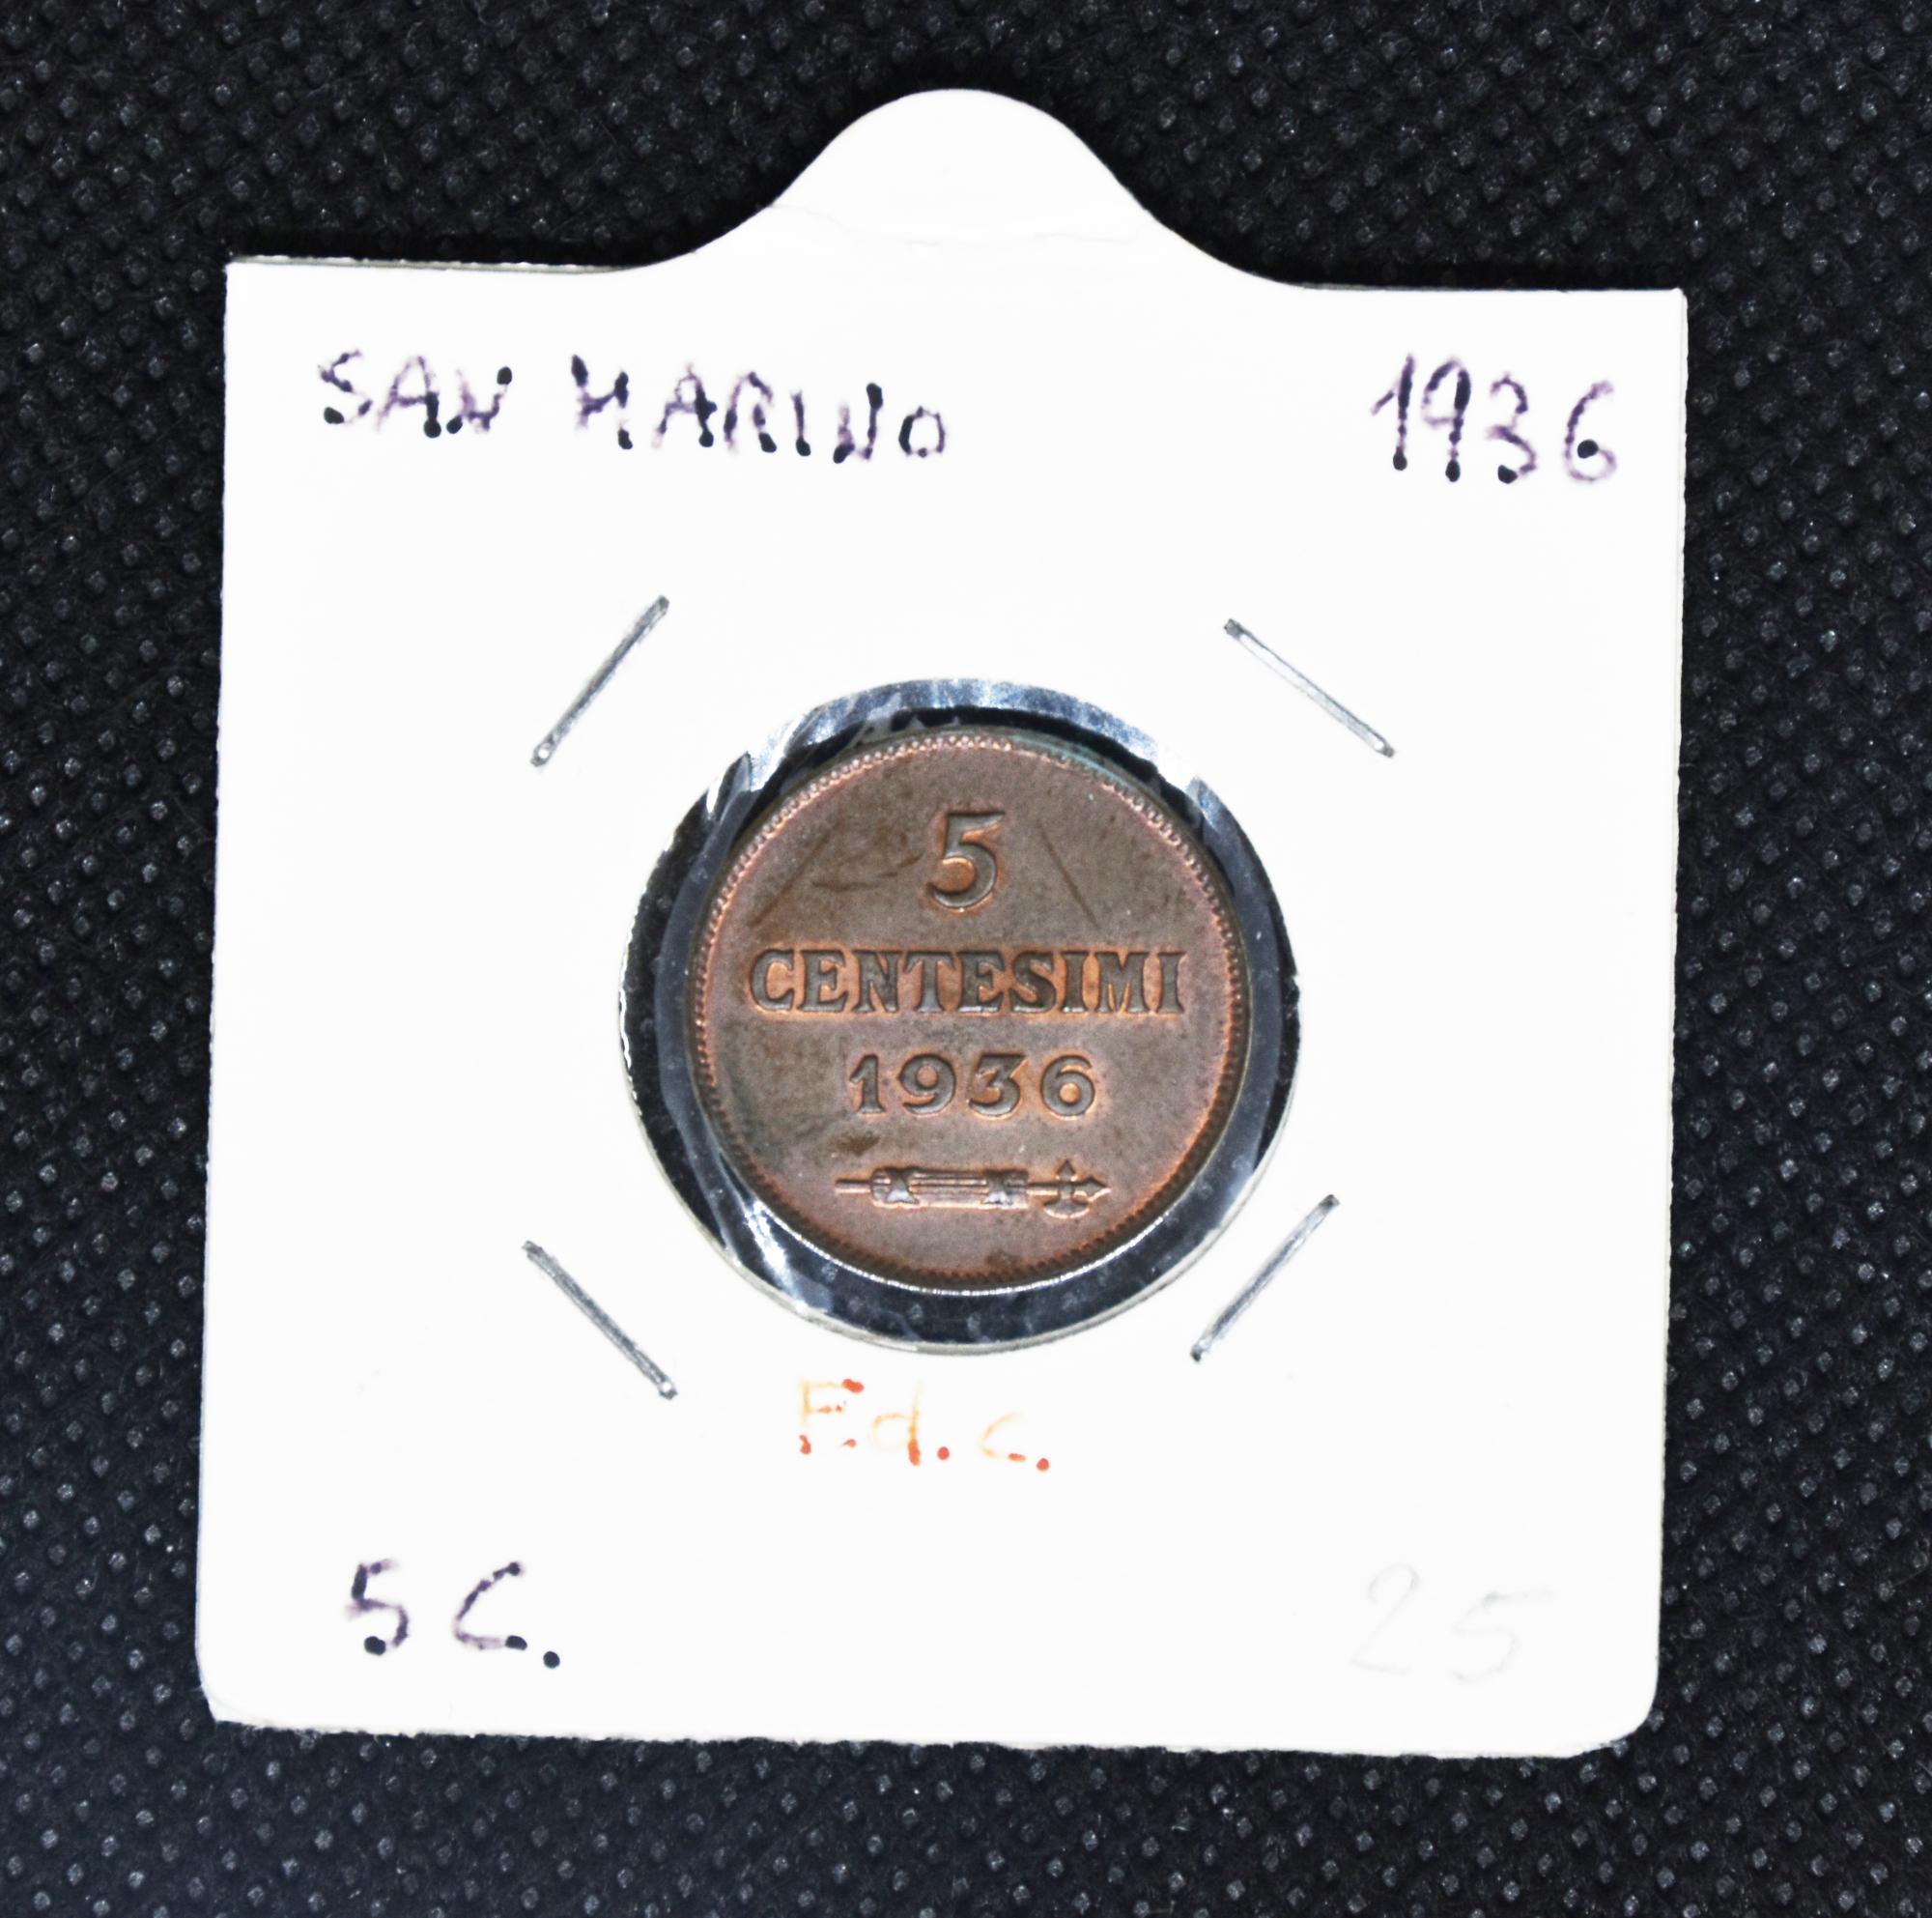 SAN MARINO 1936
5
CENTESIMI
1936
F.d.c.
5 C. 25